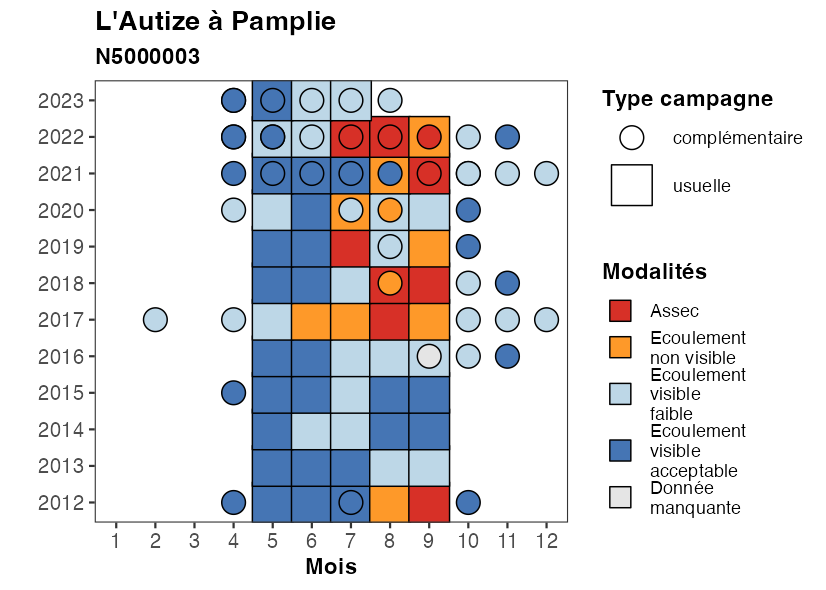 L'Autize à Pamplie
N5000003
2023
2022
2021
2020
2019
2018
2017
2016
2015
2014
2013
2012
1 2 3 4 5 6 7 8 9 10 11 12
Mois
Type campagne
complémentaire
usuelle
Modalités
Assec
Ecoulement
non visible
Ecoulement
visible
faible
Ecoulement
visible
acceptable
Donnée
manquante